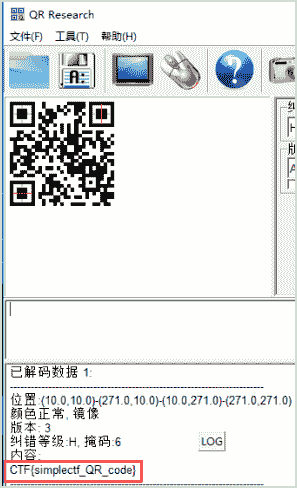 QR Research
文件(F) 工具(T) 帮助(H)
已解码数据 1:
位置:(10.0,10.0)-(271.0,10.0)-(10.0,271.0)-(271.0,271.0)
颜色正常, 镜像
版本: 3
纠错等级:H, 掩码:6
LOG
内容:
CTF{simplectf_QR_code}